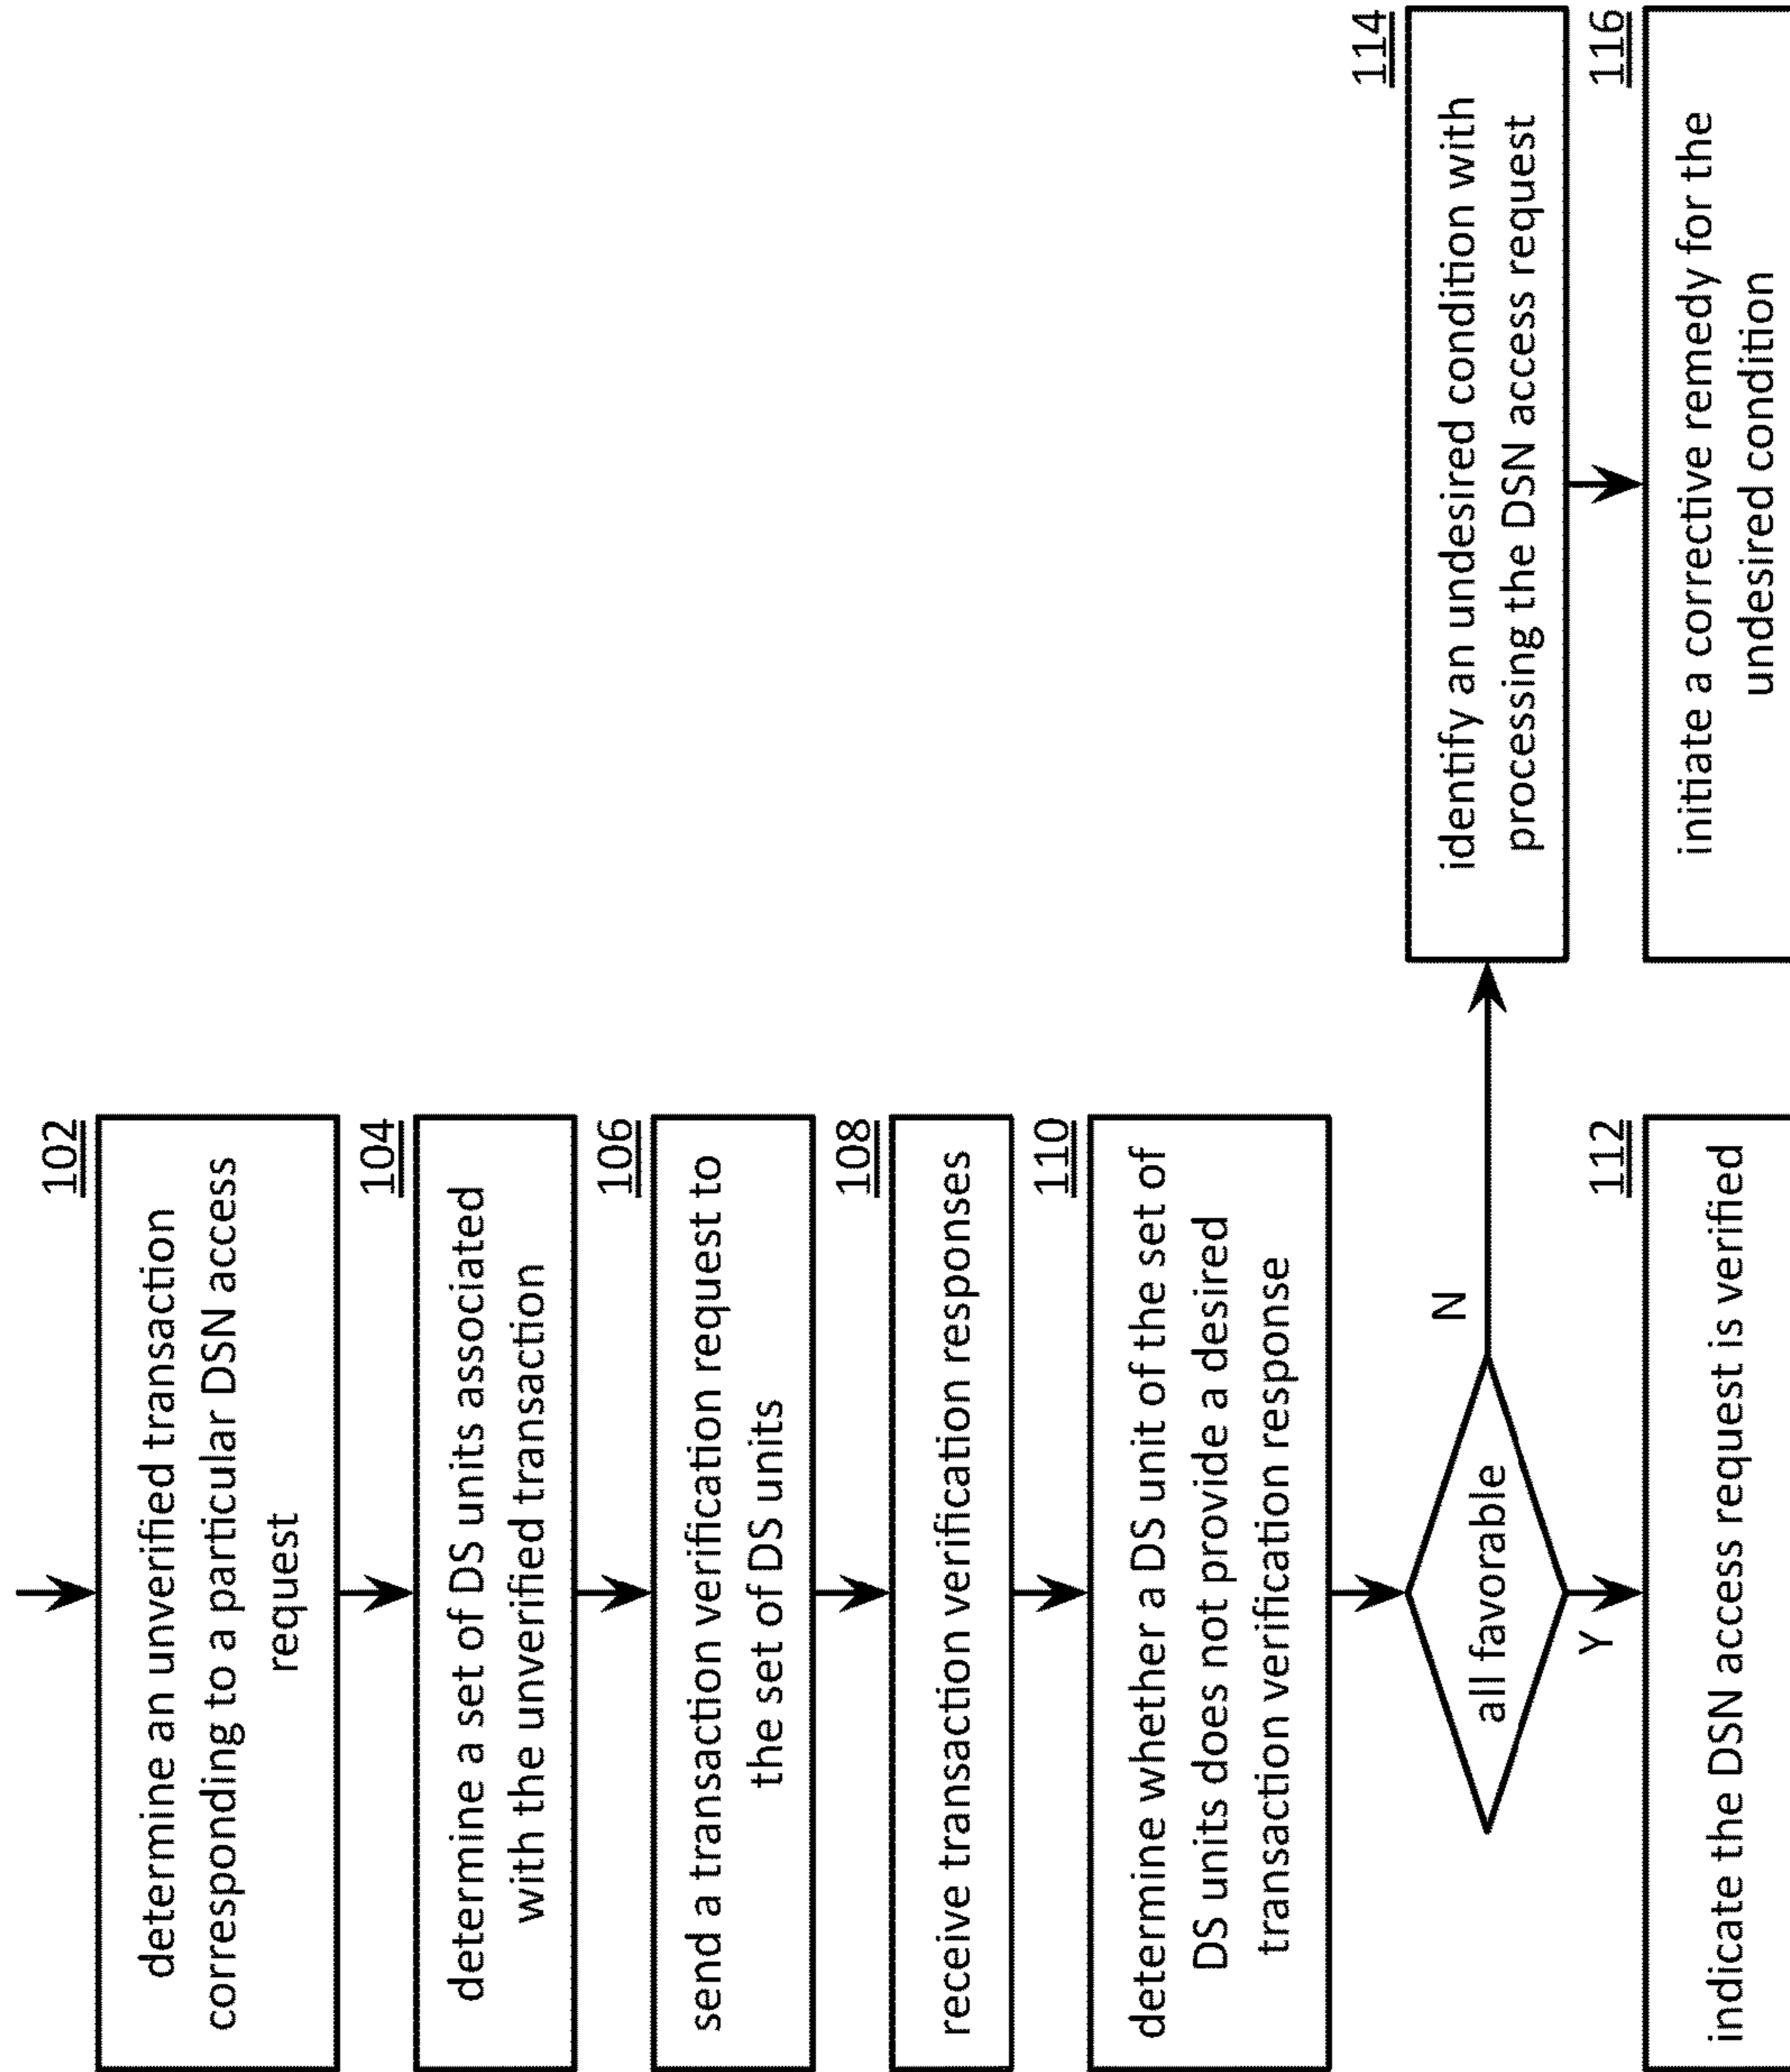 102
determine an unverified transaction
corresponding to a particular DSN access
request
104
determine a set of DS units associated
with the unverified transaction
106
send a transaction verification request to
the set of DS units
108
receive transaction verification responses
110
determine whether a DS unit of the set of
DS units does not provide a desired
transaction verification response
all favorable
N
Y
112
indicate the DSN access request is verified
114
identify an undesired condition with
processing the DSN access request
116
initiate a corrective remedy for the
undesired condition